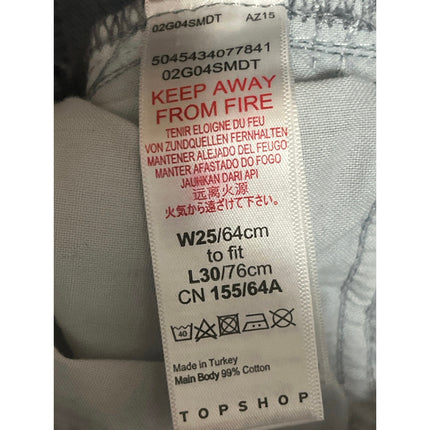 02G04SMDT AZ15
5045434077841
02G04SMDT
KEEP AWAY
FROM FIRE
TENIR ELOIGNE DU FEU
VON ZUNDQUELLEN FERNHALTEN
MANTENER ALEJADO DEL FEUGO
MANTER AFASTADO DO FOGO
JAUHKAN DARI API
远离火源
火気から遠ざけて下さい。
W25/64cm
to fit
L30/76cm
CN 155/64A
40
Made in Turkey
Main Body 99% Cotton
TOPSHOP